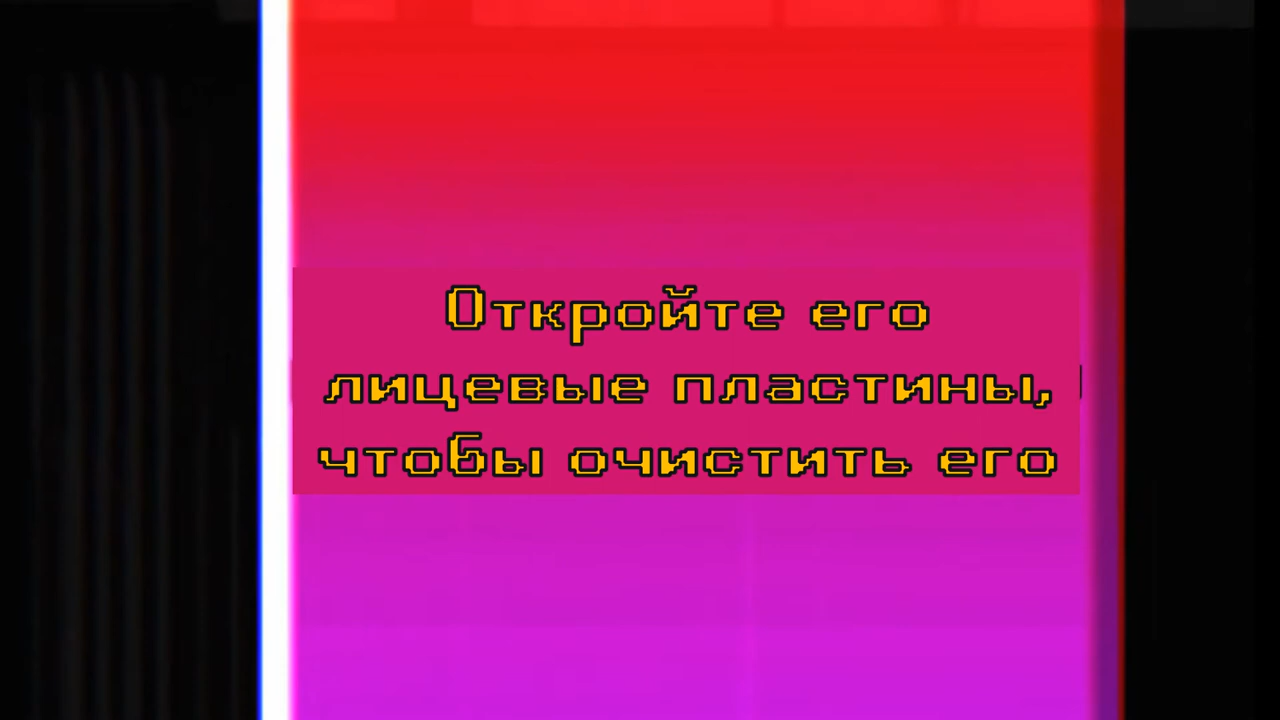 Откройте его
лицевые пластины,
чтобы очистить его